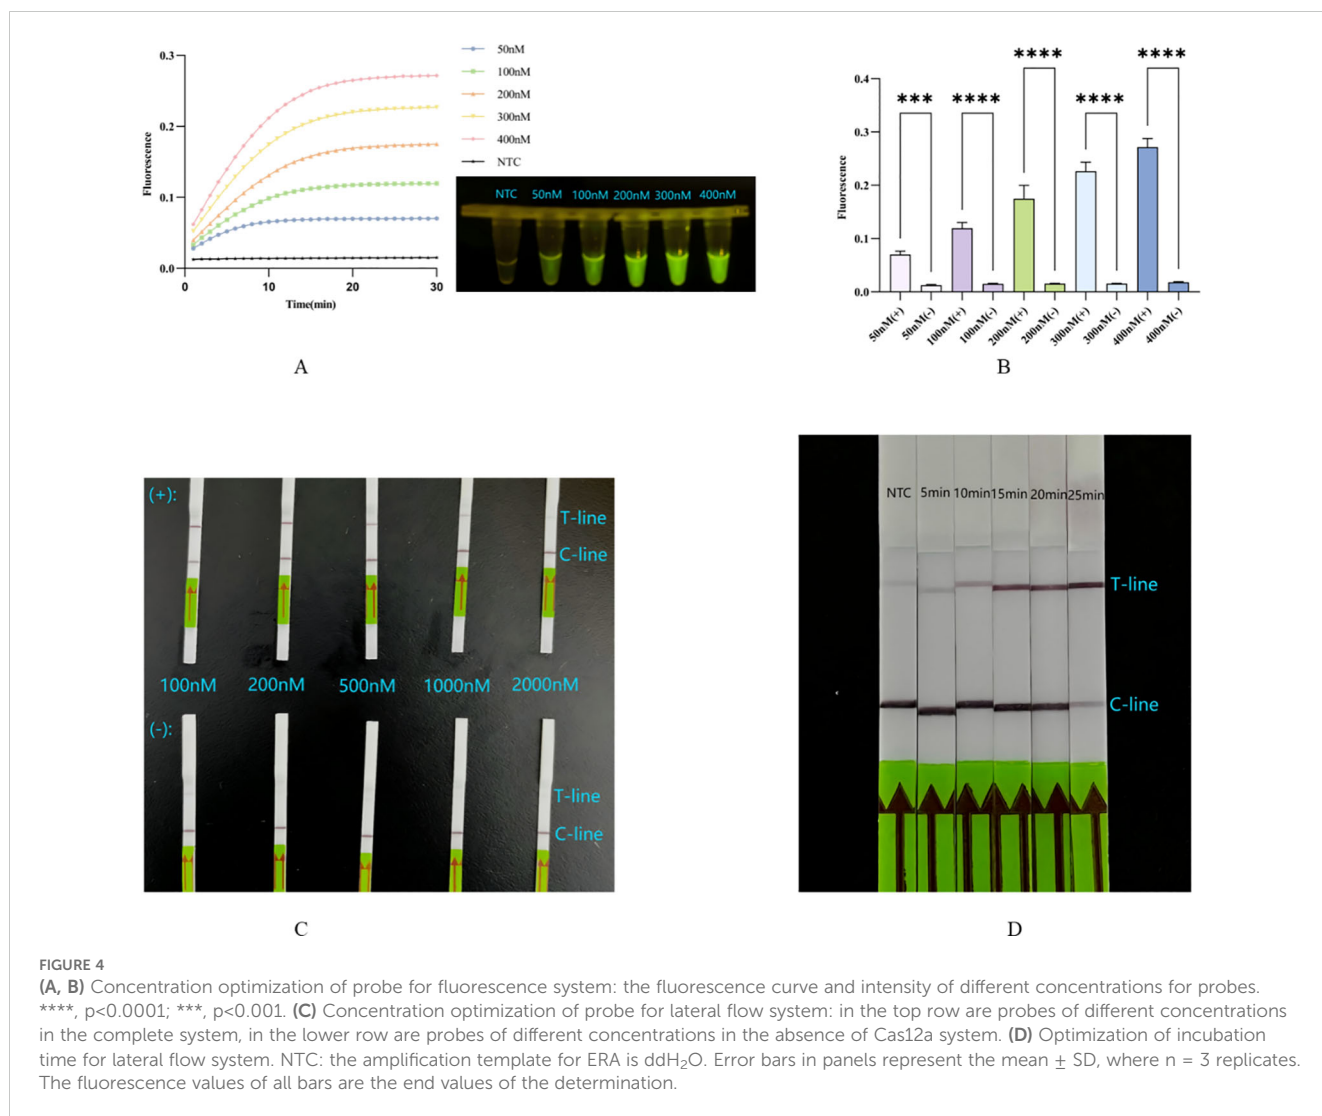 0.3
0.2
0.1
0.0
Fluorescence
0
10
20
30
Time(min)
50nM
100nM
200nM
300nM
400nM
NTC
NTC 50nM 100nM 200nM 300nM 400nM
A
0.4
0.3
0.2
0.1
0.0
Fluorescence
*** **** **** **** ****
50nM(+) 50nM(-) 100nM(+) 100nM(-) 200nM(+) 200nM(-) 300nM(+) 300nM(-) 400nM(+) 400nM(-)
B
(+):
T-line
C-line
100nM 200nM 500nM 1000nM 2000nM
(-):
T-line
C-line
C
NTC 5min 10min 15min 20min 25min
T-line
C-line
D
FIGURE 4
(A, B) Concentration optimization of probe for fluorescence system: the fluorescence curve and intensity of different concentrations for probes.
****, p<0.0001; ***, p<0.001. (C) Concentration optimization of probe for lateral flow system: in the top row are probes of different concentrations
in the complete system, in the lower row are probes of different concentrations in the absence of Cas12a system. (D) Optimization of incubation
time for lateral flow system. NTC: the amplification template for ERA is ddH₂O. Error bars in panels represent the mean ± SD, where n = 3 replicates.
The fluorescence values of all bars are the end values of the determination.